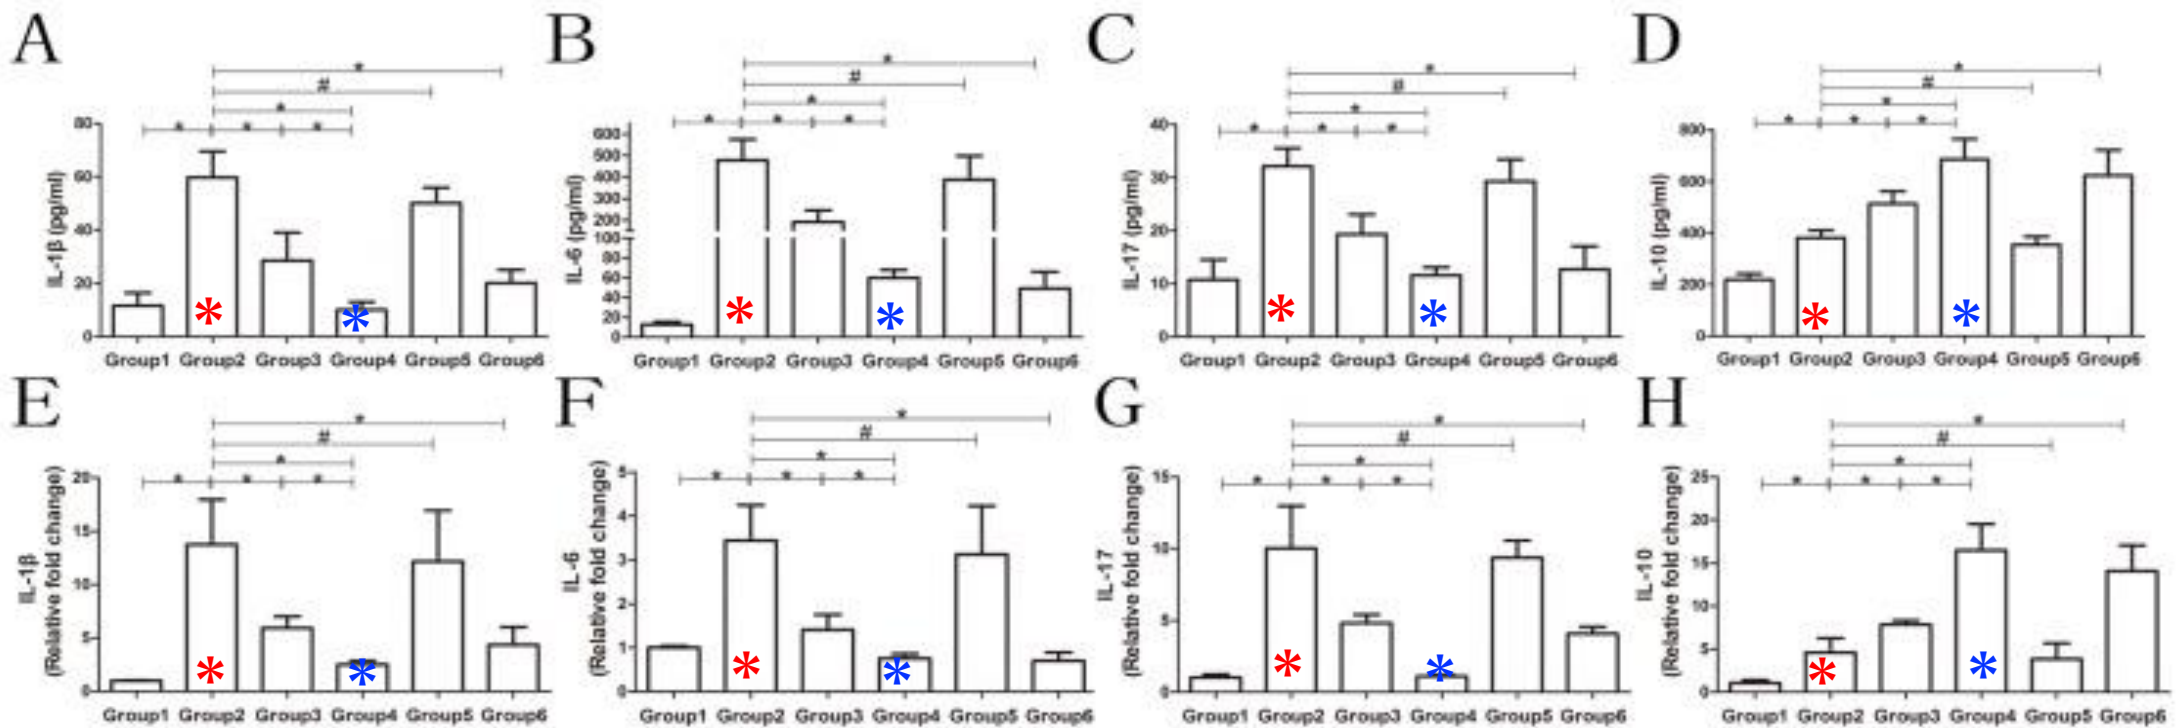 A
IL-1β (pg/ml)
80
60
40
20
0
* * * * # *
Group1 Group2 Group3 Group4 Group5 Group6
B
IL-6 (pg/ml)
600
500
400
300
200
100
80
60
40
20
0
* * * * # *
Group1 Group2 Group3 Group4 Group5 Group6
C
IL-17 (pg/ml)
40
30
20
10
0
* * * * # *
Group1 Group2 Group3 Group4 Group5 Group6
D
IL-10 (pg/ml)
800
600
400
200
0
* * * * # *
Group1 Group2 Group3 Group4 Group5 Group6
E
IL-1β
(Relative fold change)
20
15
10
5
0
* * * * # *
Group1 Group2 Group3 Group4 Group5 Group6
F
IL-6
(Relative fold change)
5
4
3
2
1
0
* * * * # *
Group1 Group2 Group3 Group4 Group5 Group6
G
IL-17
(Relative fold change)
15
10
5
0
* * * * # *
Group1 Group2 Group3 Group4 Group5 Group6
H
IL-10
(Relative fold change)
25
20
15
10
5
0
* * * * # *
Group1 Group2 Group3 Group4 Group5 Group6